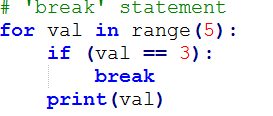 # 'break' statement
for val in range(5):
    if (val == 3):
        break
    print(val)